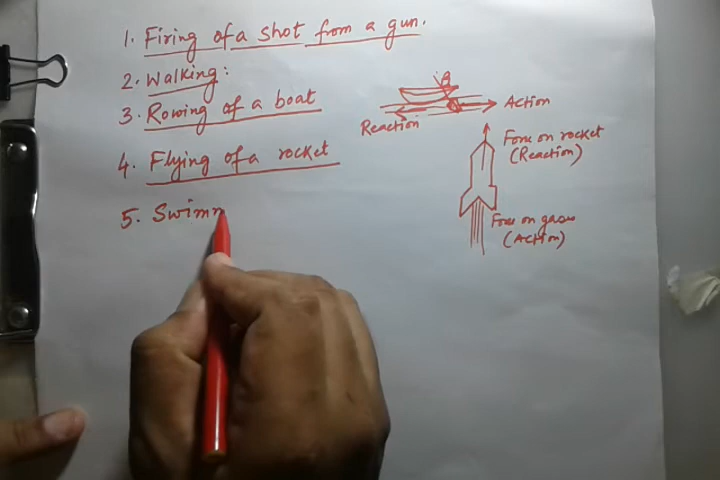 1. Firing of a shot from a gun.
2. Walking:
3. Rowing of a boat
Action
Reaction
4. Flying of a rocket
Force on rocket
(Reaction)
5. Swimm
Force on gases
(Action)